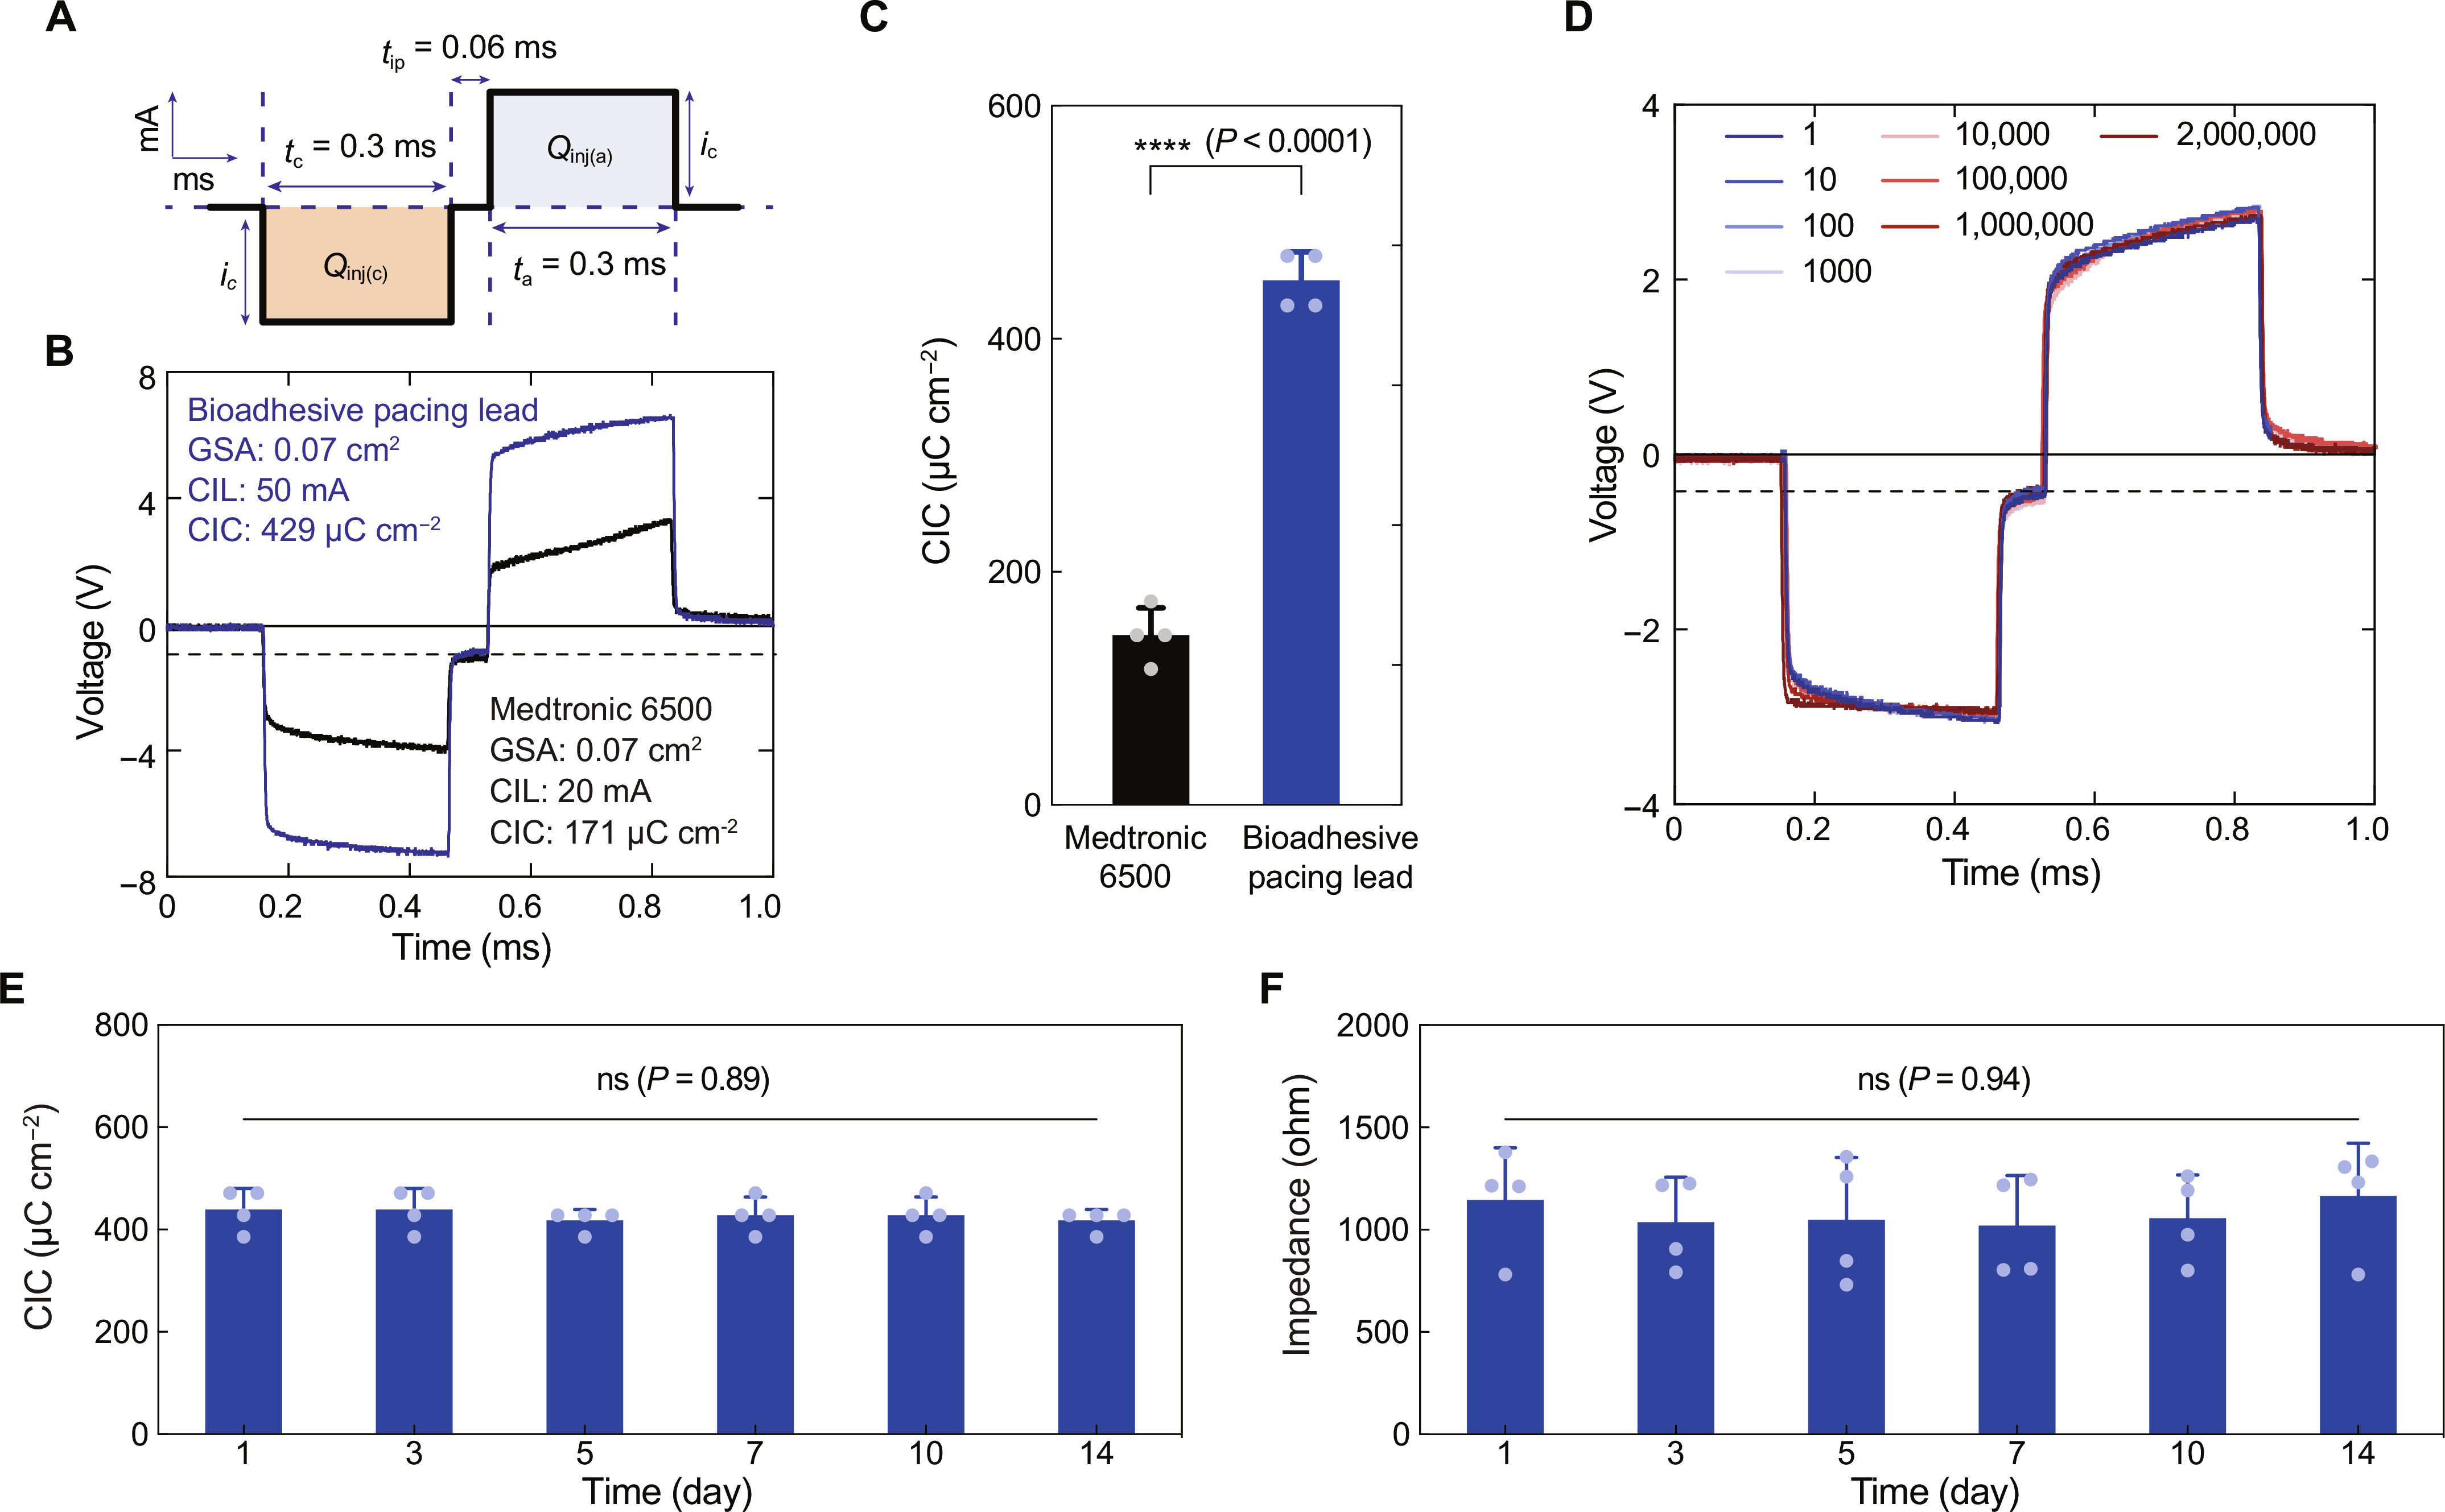 A
t_ip = 0.06 ms
mA
ms
t_c = 0.3 ms
Q_inj(a)
i_c
i_c
Q_inj(c)
t_a = 0.3 ms
B
8
4
0
−4
−8
Voltage (V)
Bioadhesive pacing lead
GSA: 0.07 cm²
CIL: 50 mA
CIC: 429 µC cm⁻²
Medtronic 6500
GSA: 0.07 cm²
CIL: 20 mA
CIC: 171 µC cm⁻²
0 0.2 0.4 0.6 0.8 1.0
Time (ms)
C
600
400
200
0
CIC (µC cm⁻²)
**** (P < 0.0001)
Medtronic
6500
Bioadhesive
pacing lead
D
4
2
0
−2
−4
Voltage (V)
1
10
100
1000
10,000
100,000
1,000,000
2,000,000
0 0.2 0.4 0.6 0.8 1.0
Time (ms)
E
800
600
400
200
0
CIC (µC cm⁻²)
ns (P = 0.89)
1 3 5 7 10 14
Time (day)
F
2000
1500
1000
500
0
Impedance (ohm)
ns (P = 0.94)
1 3 5 7 10 14
Time (day)